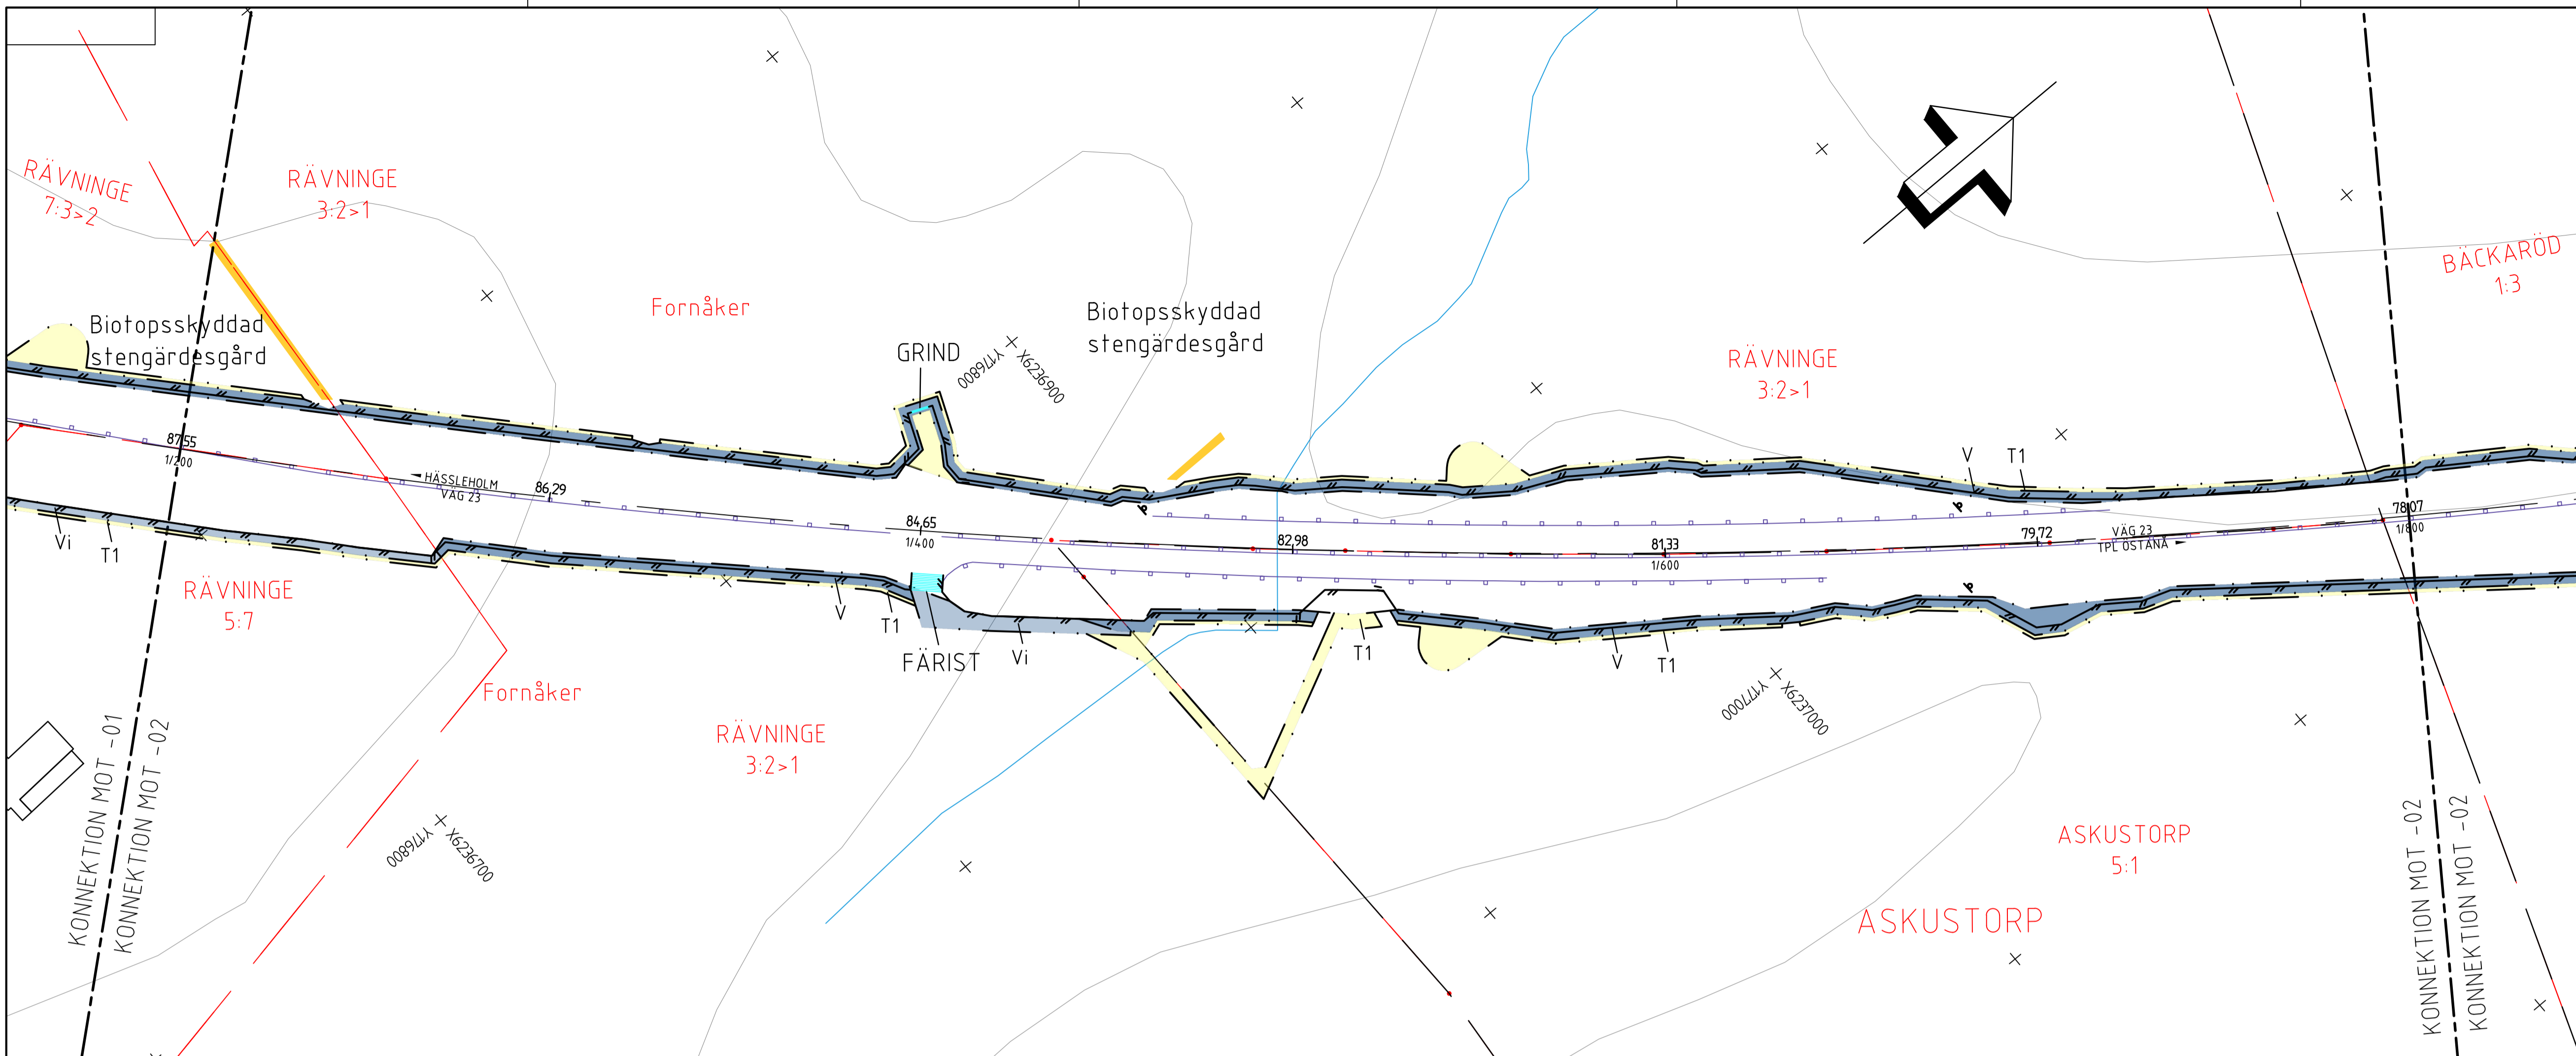 RÄVNINGE
7:3>2
RÄVNINGE
3:2>1
Fornåker
Biotopsskyddad
stengärdesgård
GRIND
Y1776800
X6236900
Biotopsskyddad
stengärdesgård
RÄVNINGE
3:2>1
BÄCKARÖD
1:3
87,55
1/200
HÄSSLEHOLM
VÄG 23
86,29
84,65
1/400
82,98
81,33
1/600
79,72
VÄG 23
TPL ÖSTANÅ
78,07
1/800
V
T1
Vi
T1
RÄVNINGE
5:7
V
T1
FÄRIST
Vi
T1
V
T1
Fornåker
RÄVNINGE
3:2>1
Y177000
X6237000
Y176800
X6236700
ASKUSTORP
5:1
ASKUSTORP
KONNEKTION MOT -01
KONNEKTION MOT -02
KONNEKTION MOT -02
KONNEKTION MOT -02